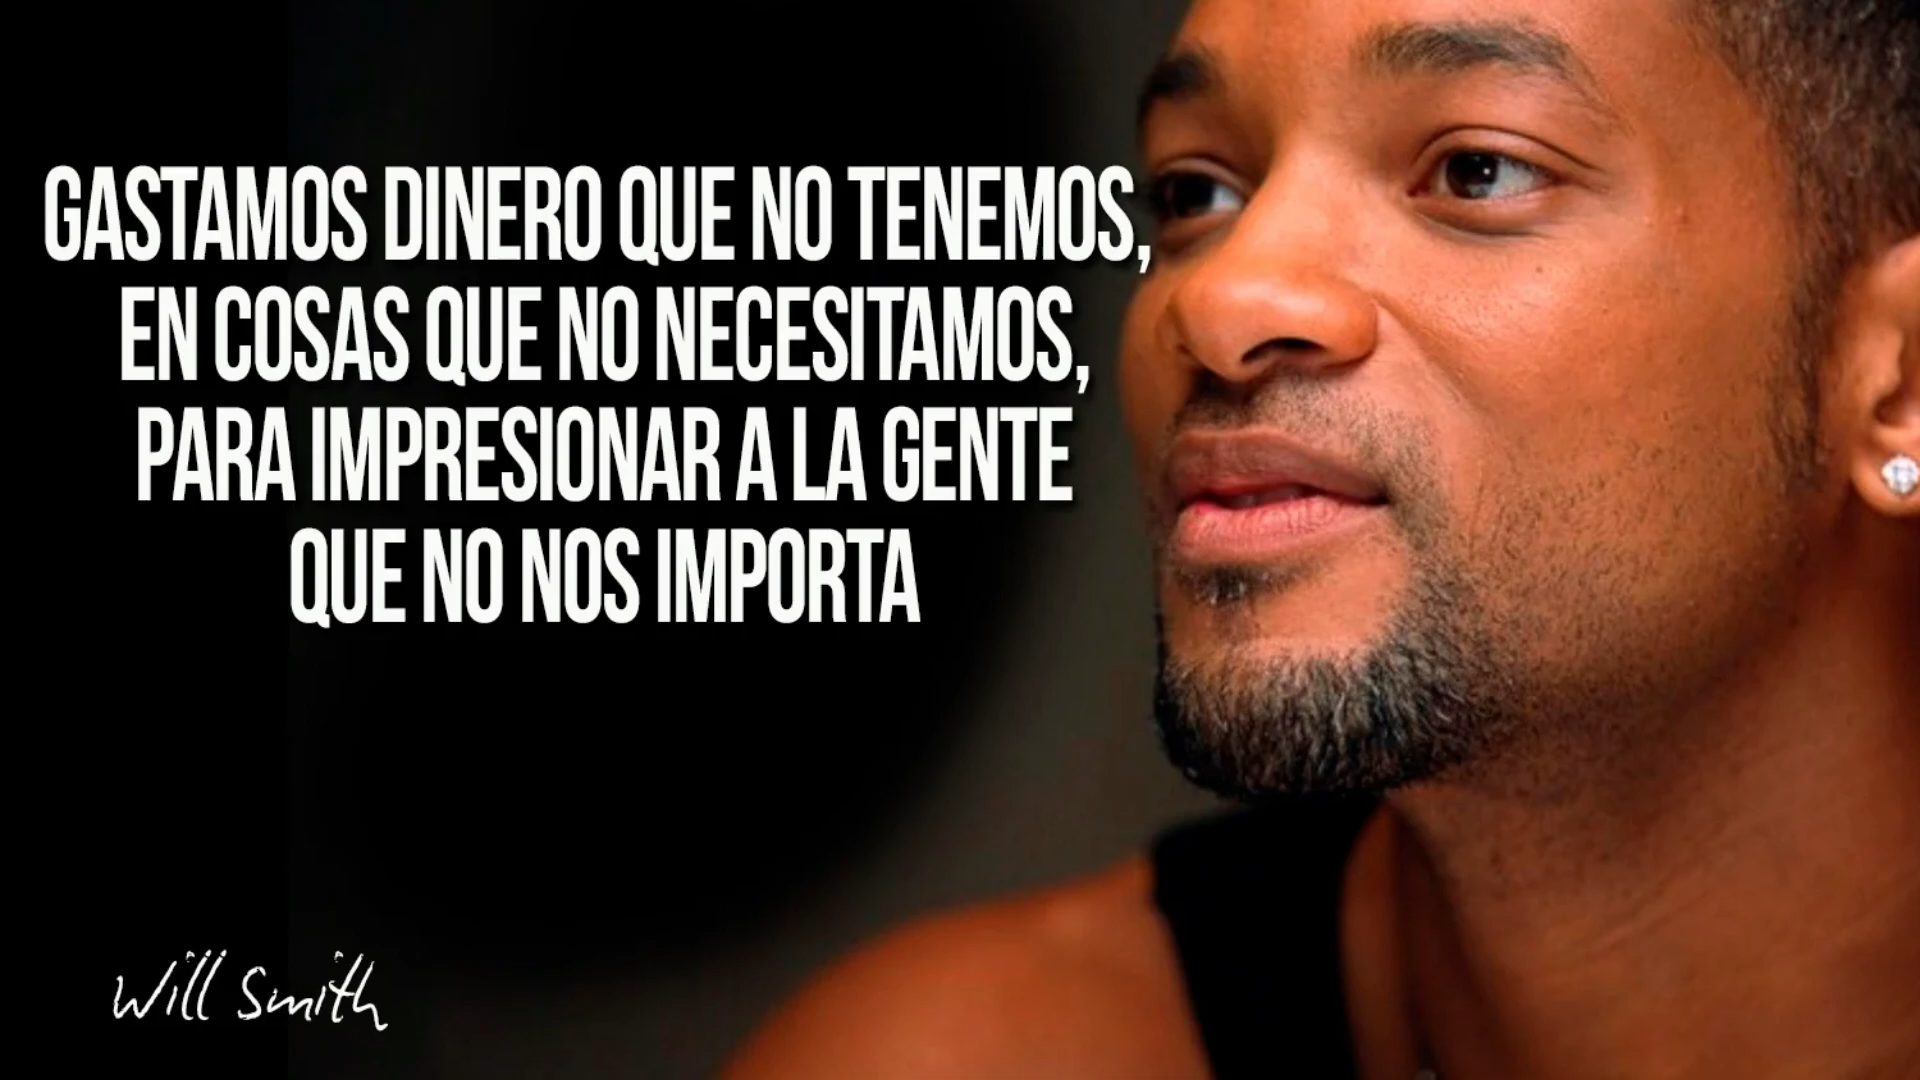 GASTAMOS DINERO QUE NO TENEMOS,
EN COSAS QUE NO NECESITAMOS,
PARA IMPRESIONAR A LA GENTE
QUE NO NOS IMPORTA
Will Smith